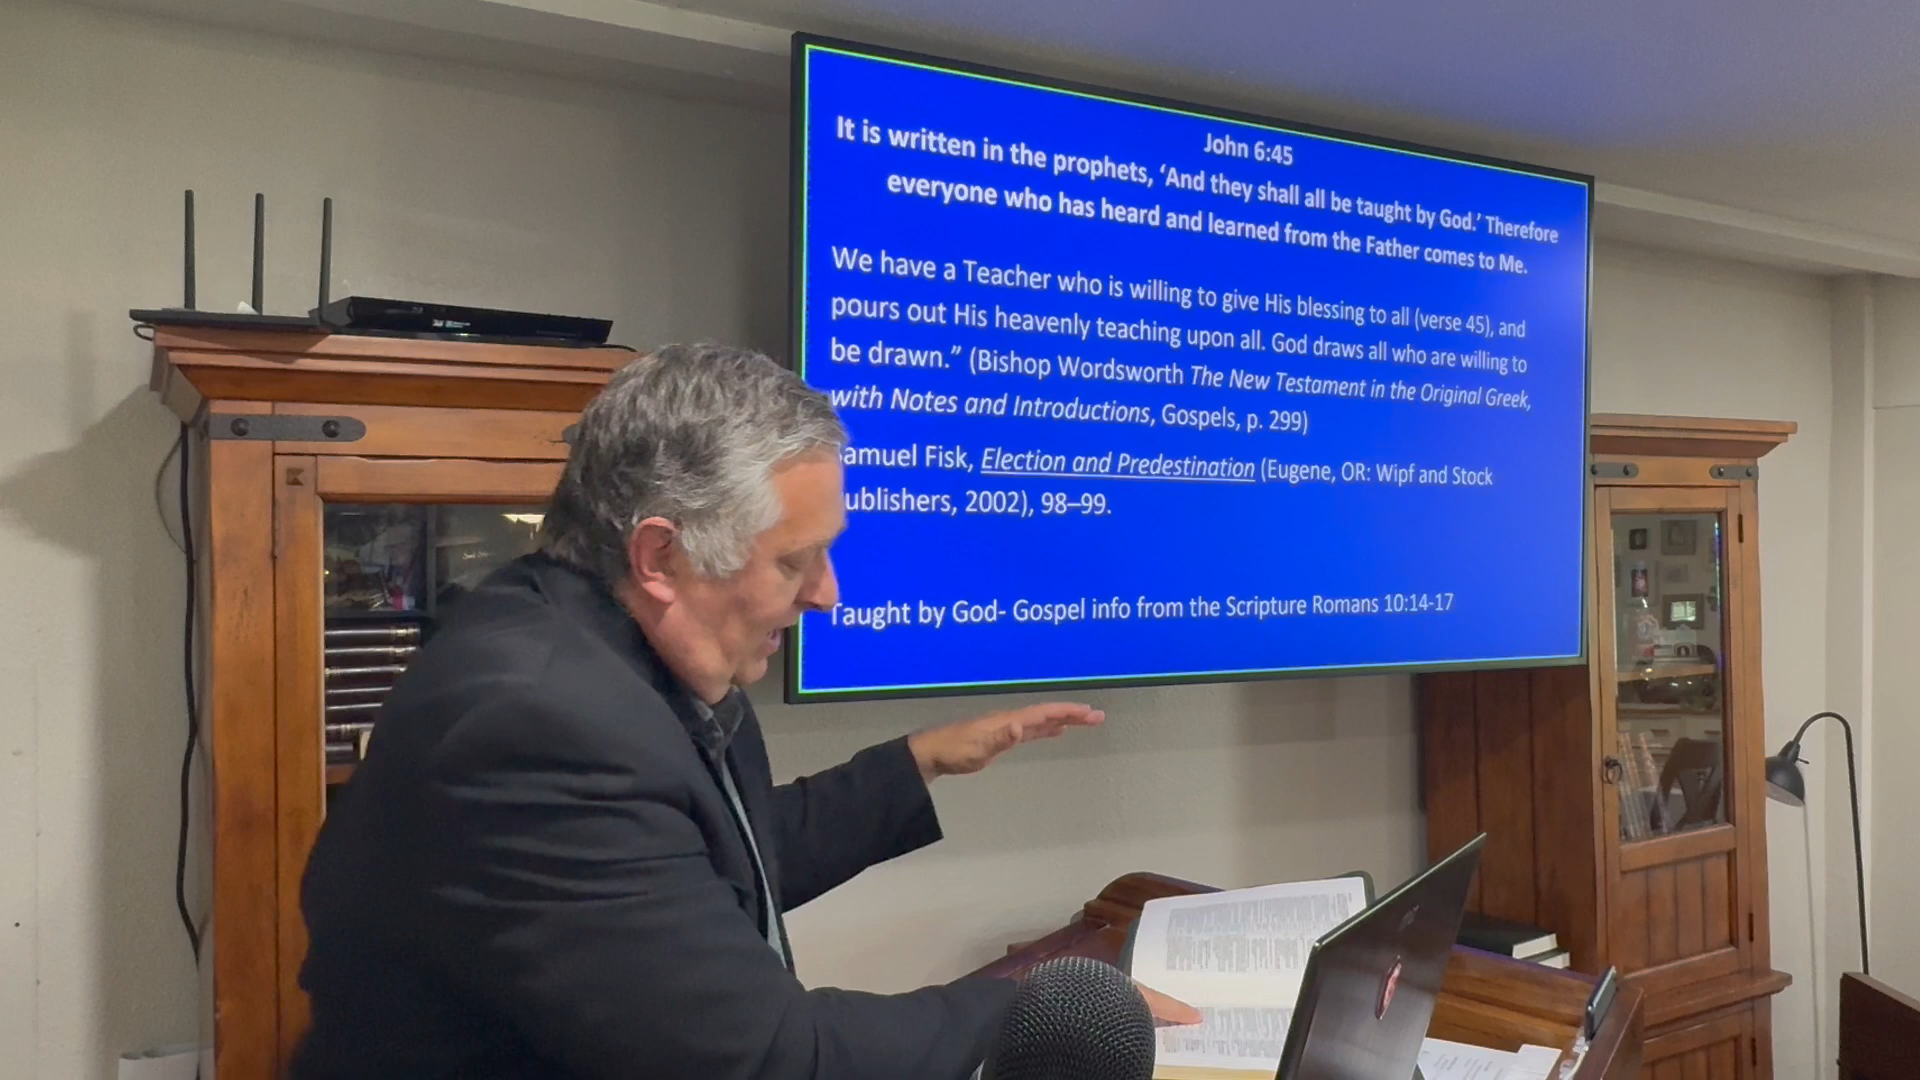 John 6:45
It is written in the prophets, ‘And they shall all be taught by God.’ Therefore
everyone who has heard and learned from the Father comes to Me.
We have a Teacher who is willing to give His blessing to all (verse 45), and
pours out His heavenly teaching upon all. God draws all who are willing to
be drawn.” (Bishop Wordsworth The New Testament in the Original Greek,
with Notes and Introductions, Gospels, p. 299)
amuel Fisk, Election and Predestination (Eugene, OR: Wipf and Stock
ublishers, 2002), 98–99.
Taught by God- Gospel info from the Scripture Romans 10:14-17